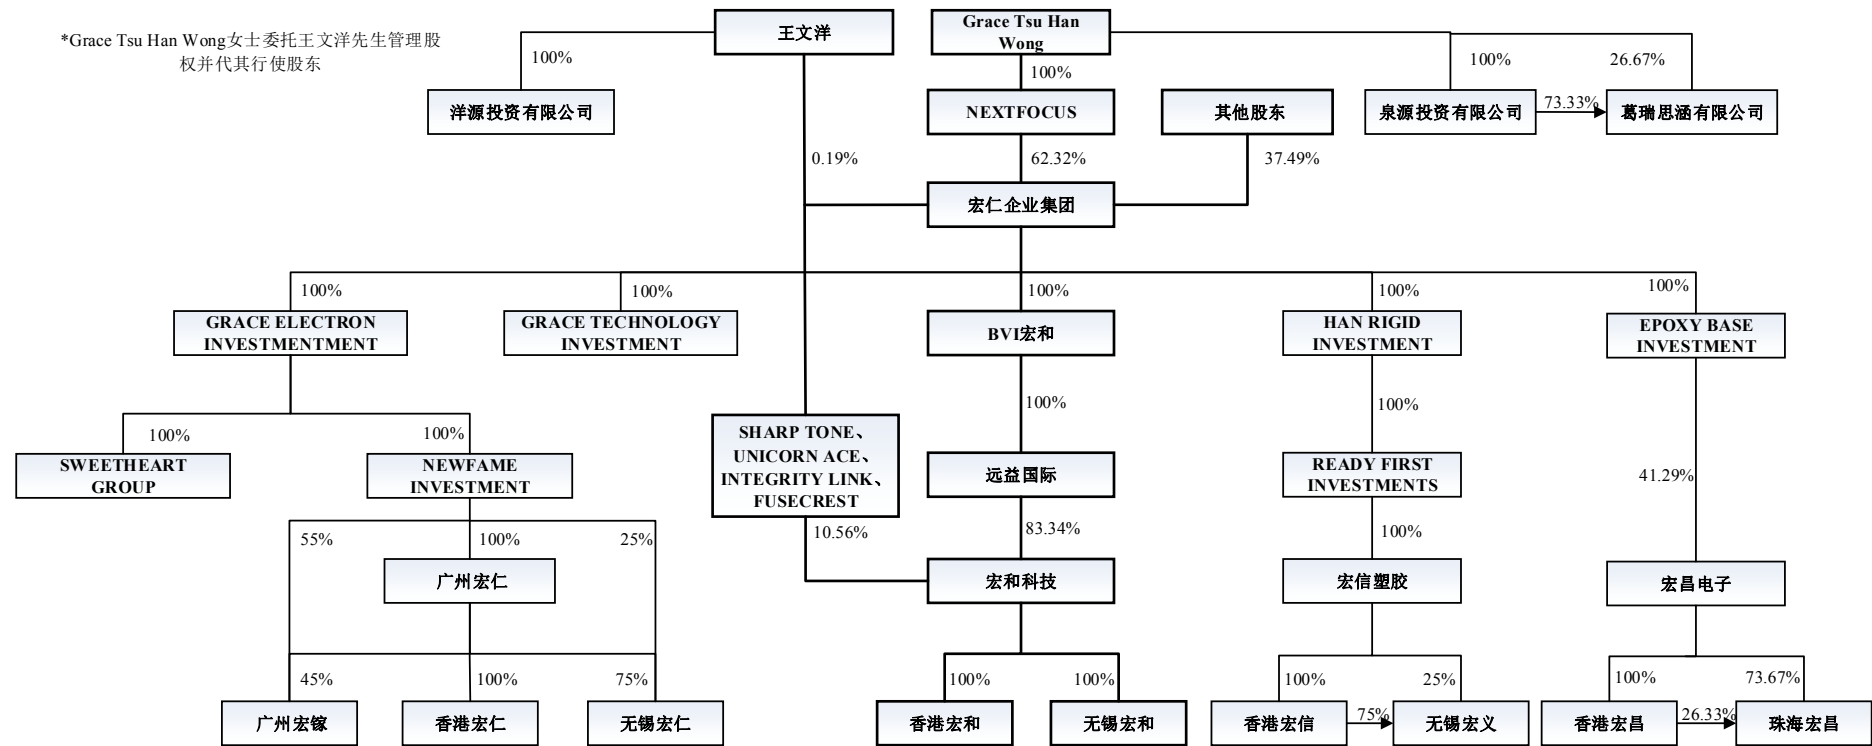 *Grace Tsu Han Wong女士委托王文洋先生管理股
权并代其行使股东
王文洋
Grace Tsu Han
Wong
100%
100%
100%
26.67%
洋源投资有限公司
NEXTFOCUS
其他股东
泉源投资有限公司
73.33%
葛瑞思涵有限公司
0.19%
62.32%
37.49%
宏仁企业集团
100%
100%
100%
100%
100%
GRACE ELECTRON
INVESTMENTMENT
GRACE TECHNOLOGY
INVESTMENT
BVI宏和
HAN RIGID
INVESTMENT
EPOXY BASE
INVESTMENT
100%
100%
100%
100%
SWEETHEART
GROUP
NEWFAME
INVESTMENT
SHARP TONE、
UNICORN ACE、
INTEGRITY LINK、
FUSECREST
远益国际
READY FIRST
INVESTMENTS
41.29%
55%
100%
25%
10.56%
83.34%
100%
广州宏仁
宏和科技
宏信塑胶
宏昌电子
45%
100%
75%
100%
100%
100%
25%
100%
73.67%
广州宏镓
香港宏仁
无锡宏仁
香港宏和
无锡宏和
香港宏信
75%
无锡宏义
香港宏昌
26.33%
珠海宏昌